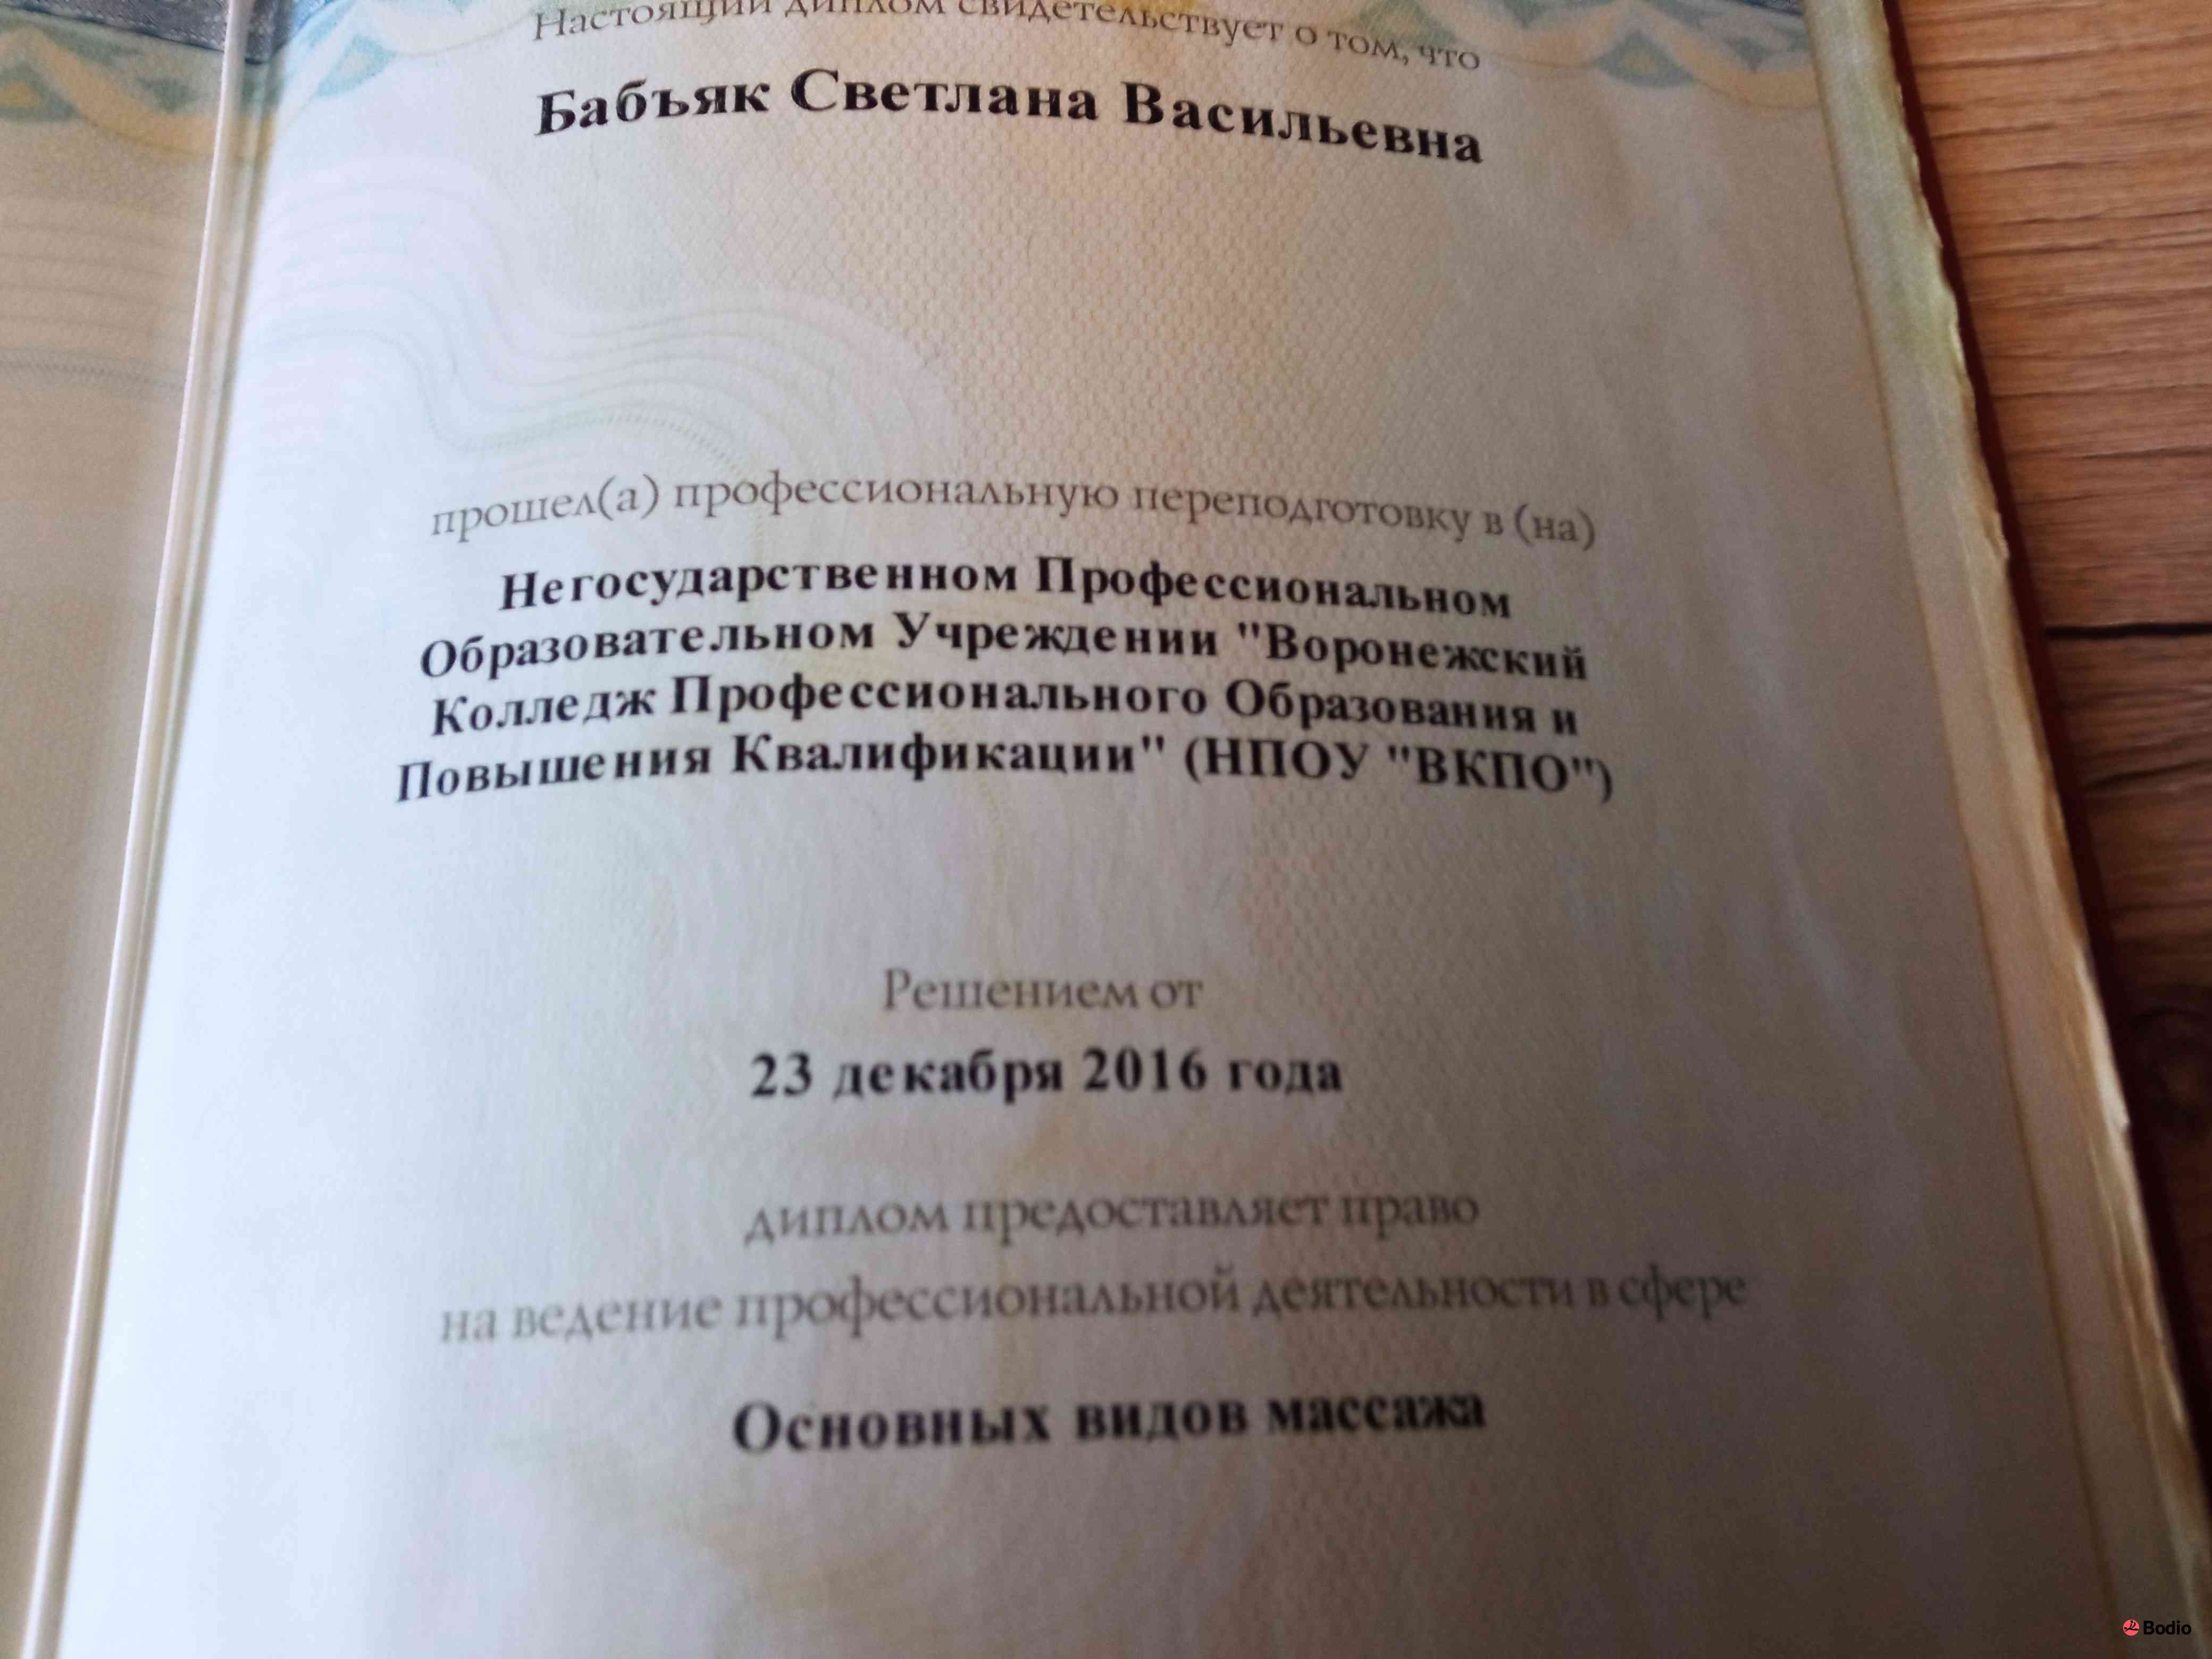 Настоящий диплом свидетельствует о том, что
Бабъяк Светлана Васильевна
прошел(а) профессиональную переподготовку в (на)
Негосударственном Профессиональном
Образовательном Учреждении "Воронежский
Колледж Профессионального Образования и
Повышения Квалификации" (НПОУ "ВКПО")
Решением от
23 декабря 2016 года
диплом предоставляет право
на ведение профессиональной деятельности в сфере
Основных видов массажа
Bodio